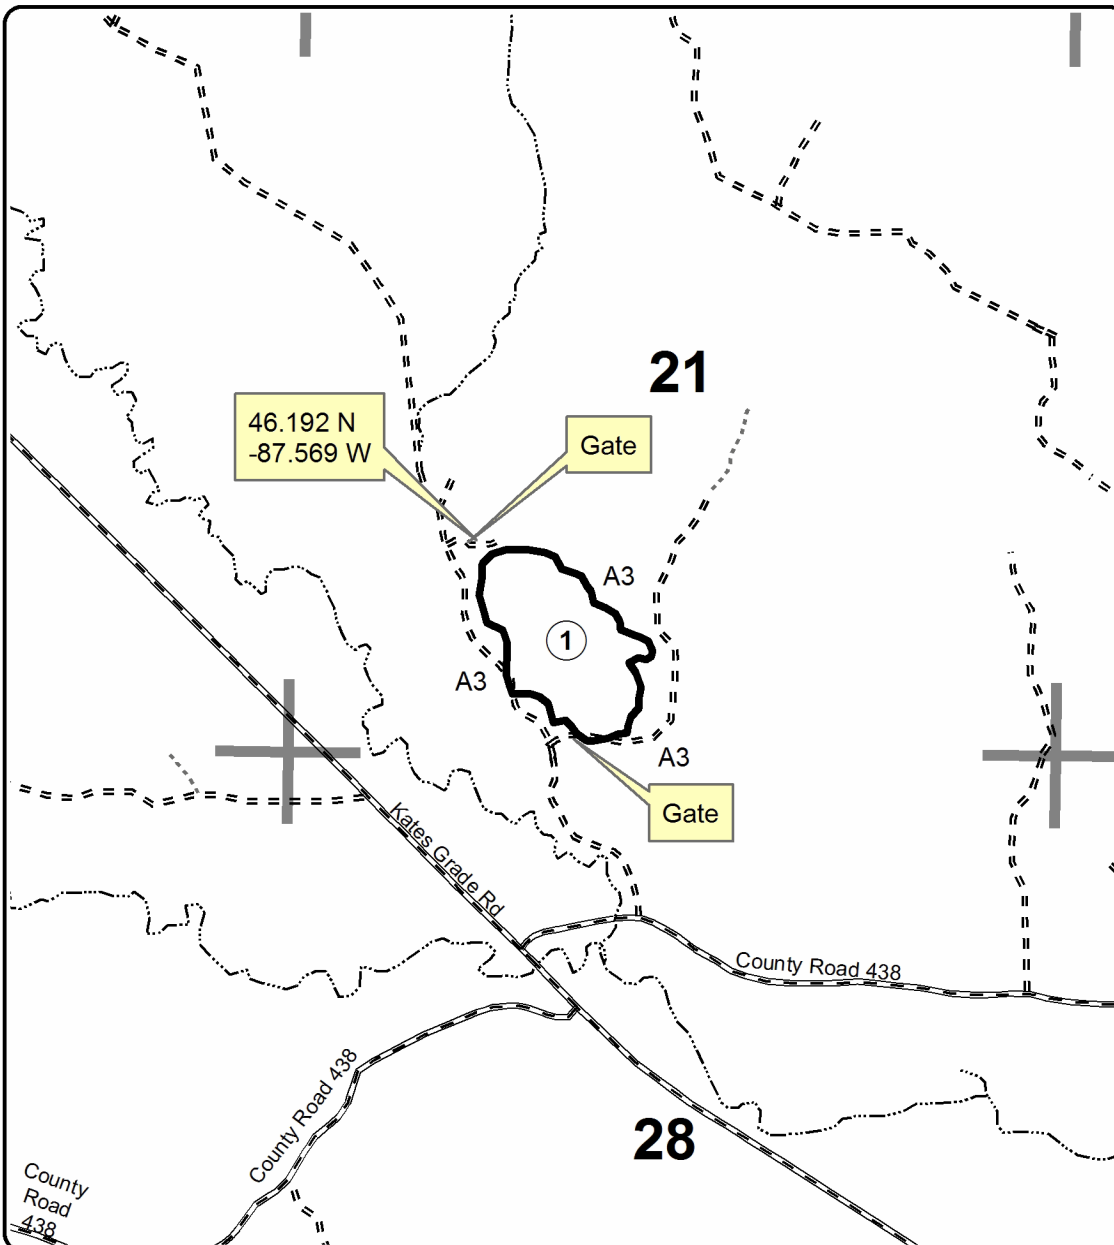 21
46.192 N
-87.569 W
Gate
A3
1
A3
A3
Gate
Kates Grade Rd
County Road 438
County Road 438
28
County
Road
438